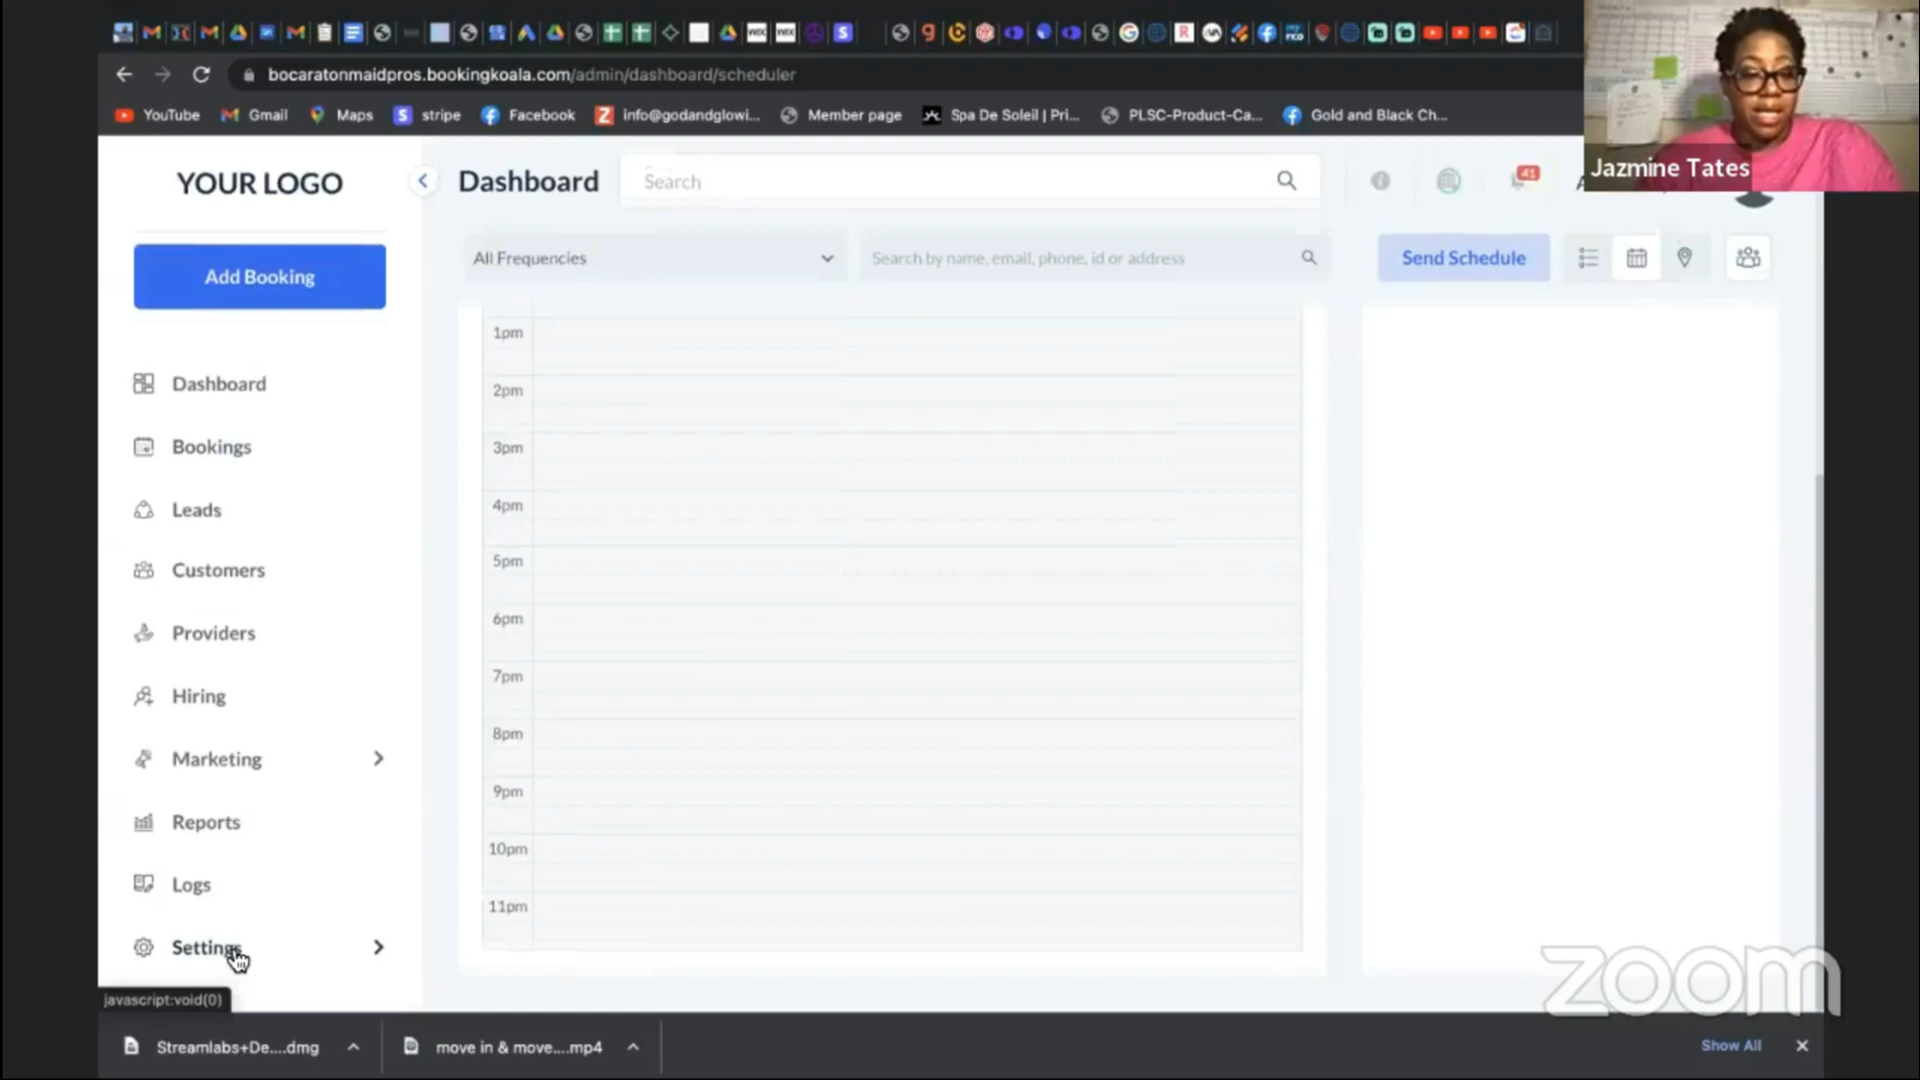 bocaratonmaidpros.bookingkoala.com/admin/dashboard/scheduler
YouTube
Gmail
Maps
stripe
Facebook
info@godandglowi...
Member page
Spa De Soleil | Pri...
PLSC-Product-Ca...
Gold and Black Ch...
Jazmine Tates
YOUR LOGO
Dashboard
Search
41
Add Booking
All Frequencies
Search by name, email, phone, id or address
Send Schedule
Dashboard
Bookings
Leads
Customers
Providers
Hiring
Marketing
Reports
Logs
Settings
1pm
2pm
3pm
4pm
5pm
6pm
7pm
8pm
9pm
10pm
11pm
javascript:void(0)
zoom
Streamlabs+De....dmg
move in & move....mp4
Show All